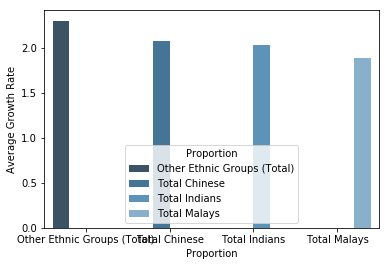 2.0
1.5
1.0
0.5
0.0
Average Growth Rate
Proportion
Other Ethnic Groups (Total)
Total Chinese
Total Indians
Total Malays
Other Ethnic Groups (Total) Total Chinese Total Indians Total Malays
Proportion